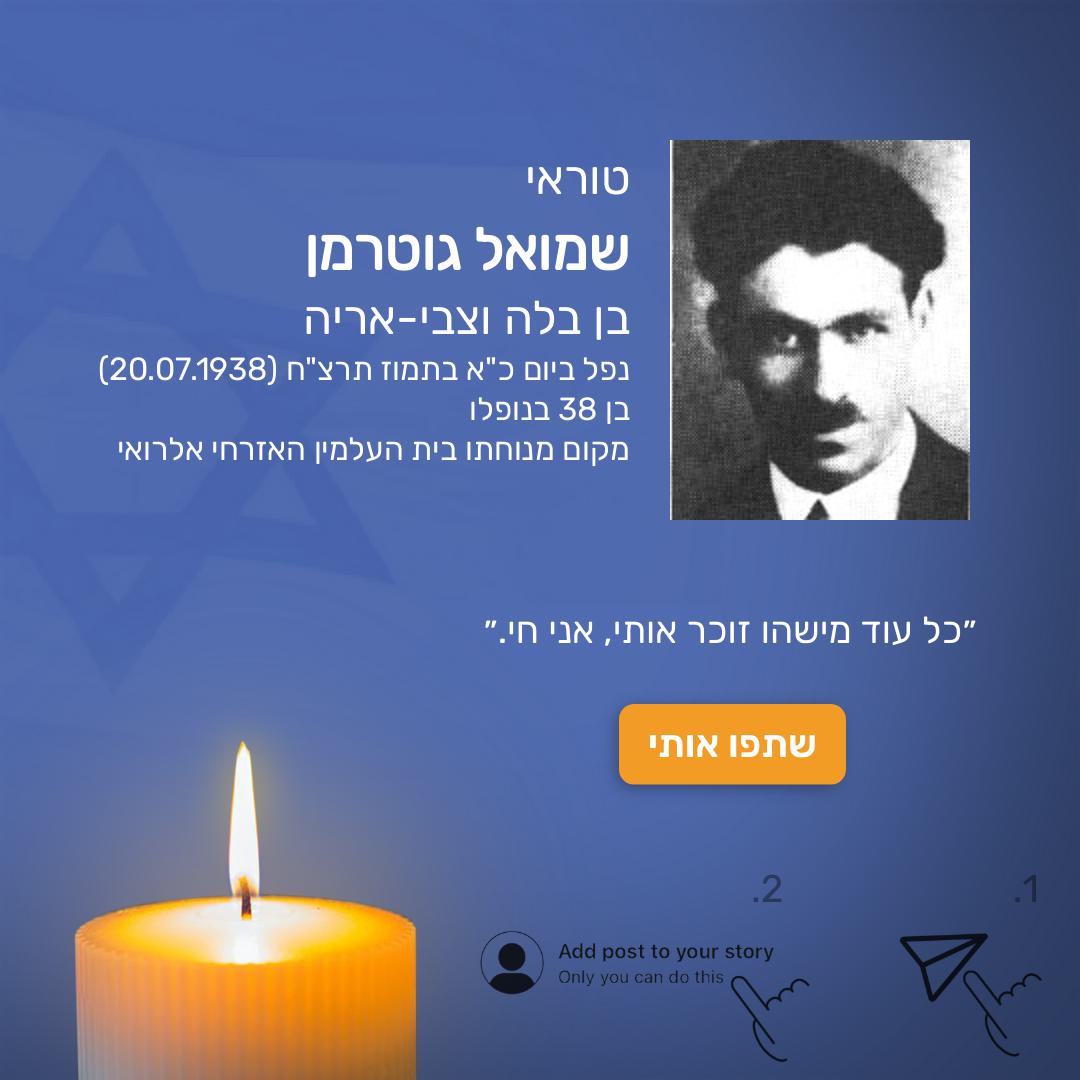 טוראי
שמואל גוטרמן
בן בלה וצבי-אריה
נפל ביום כ"א בתמוז תרצ"ח (20.07.1938)
בן 38 בנופלו
מקום מנוחתו בית העלמין האזרחי אלרואי
״כל עוד מישהו זוכר אותי, אני חי.״
שתפו אותי
1.
2.
Add post to your story
Only you can do this